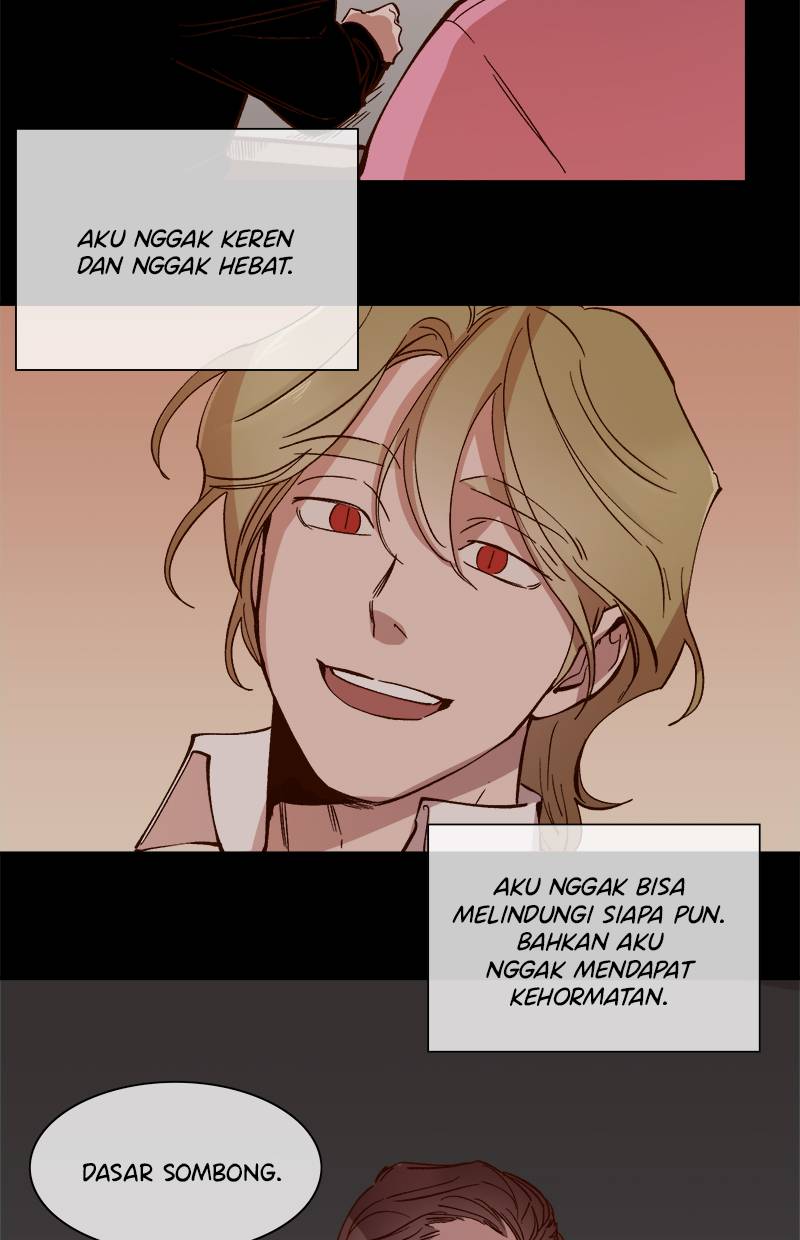 AKU NGGAK KEREN
DAN NGGAK HEBAT.
AKU NGGAK BISA
MELINDUNGI SIAPA PUN.
BAHKAN AKU
NGGAK MENDAPAT
KEHORMATAN.
DASAR SOMBONG.